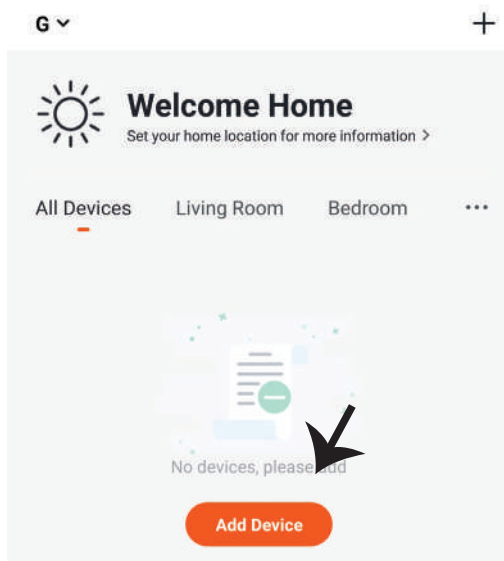 G
Welcome Home
Set your home location for more information >
All Devices Living Room Bedroom ...
No devices, please add
Add Device